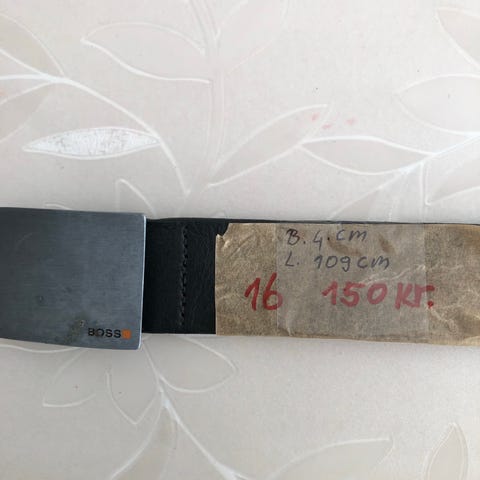 B. 4. cm
L. 109 cm
16 150 Kr.
BOSS